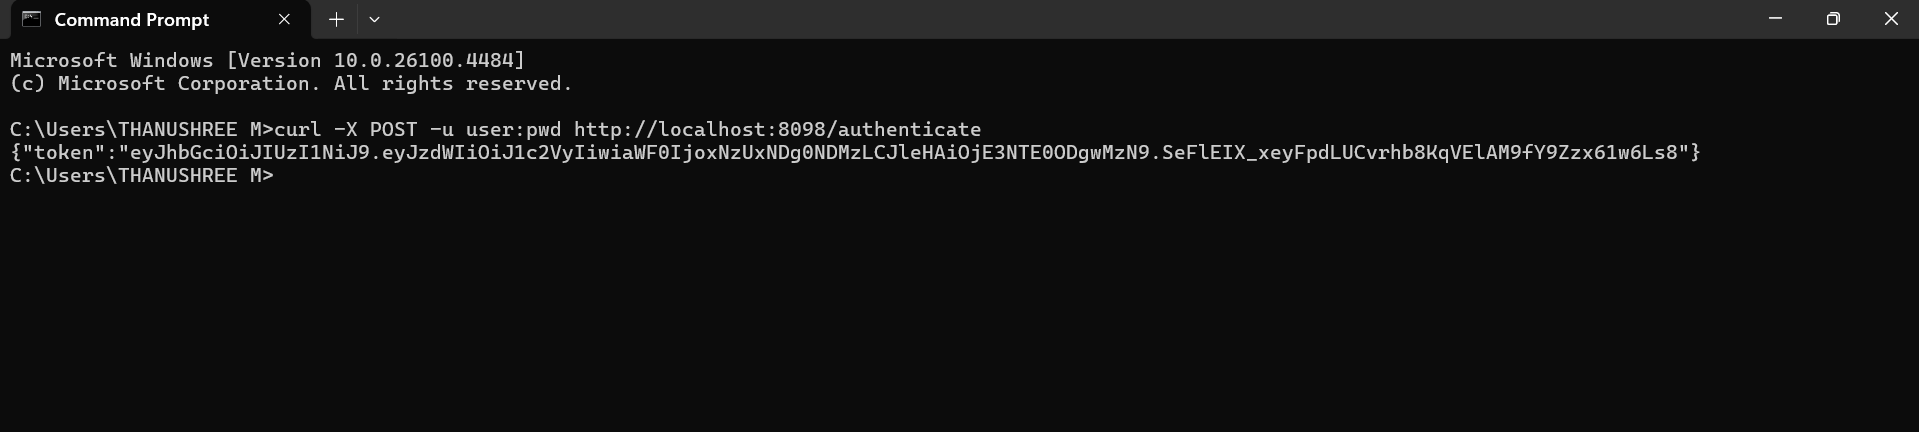 Command Prompt
Microsoft Windows [Version 10.0.26100.4484]
(c) Microsoft Corporation. All rights reserved.
C:\Users\THANUSHREE M>curl -X POST -u user:pwd http://localhost:8098/authenticate
{"token":"eyJhbGciOiJIUzI1NiJ9.eyJzdWIiOiJ1c2VyIiwiaWF0IjoxNzUxNDg0NDMzLCJleHAiOjE3NTE0ODgwMzN9.SeFlEIX_xeyFpdLUCvrhb8KqVElAM9fY9Zzx61w6Ls8"}
C:\Users\THANUSHREE M>